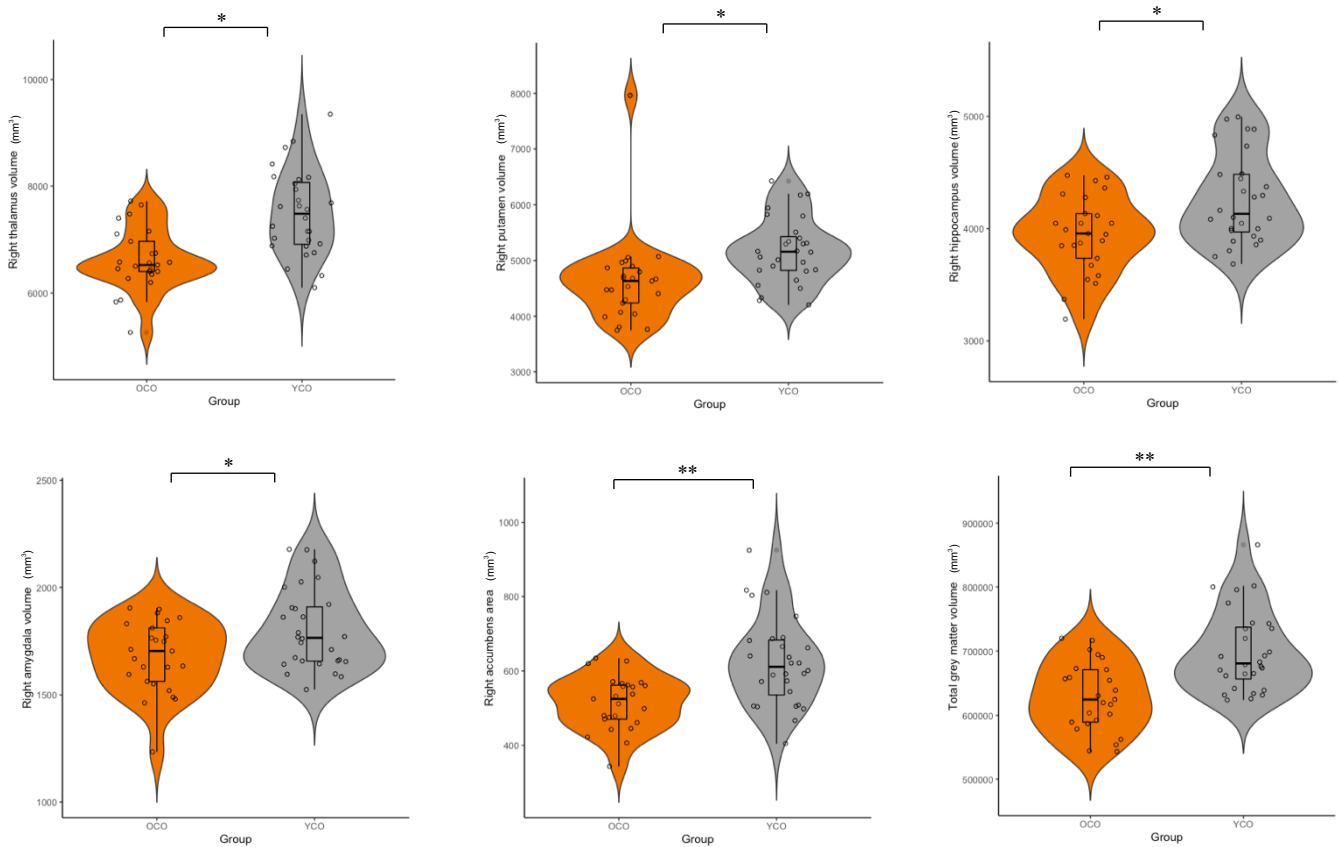 *
Right thalamus volume (mm³)
10000
8000
6000
OCO
YCO
Group
*
Right putamen volume (mm³)
8000
7000
6000
5000
4000
3000
OCO
YCO
Group
*
Right hippocampus volume (mm³)
5000
4000
3000
OCO
YCO
Group
*
Right amygdala volume (mm³)
2500
2000
1500
1000
OCO
YCO
Group
**
Right accumbens area (mm³)
1000
800
600
400
OCO
YCO
Group
**
Total grey matter volume (mm³)
900000
800000
700000
600000
500000
OCO
YCO
Group